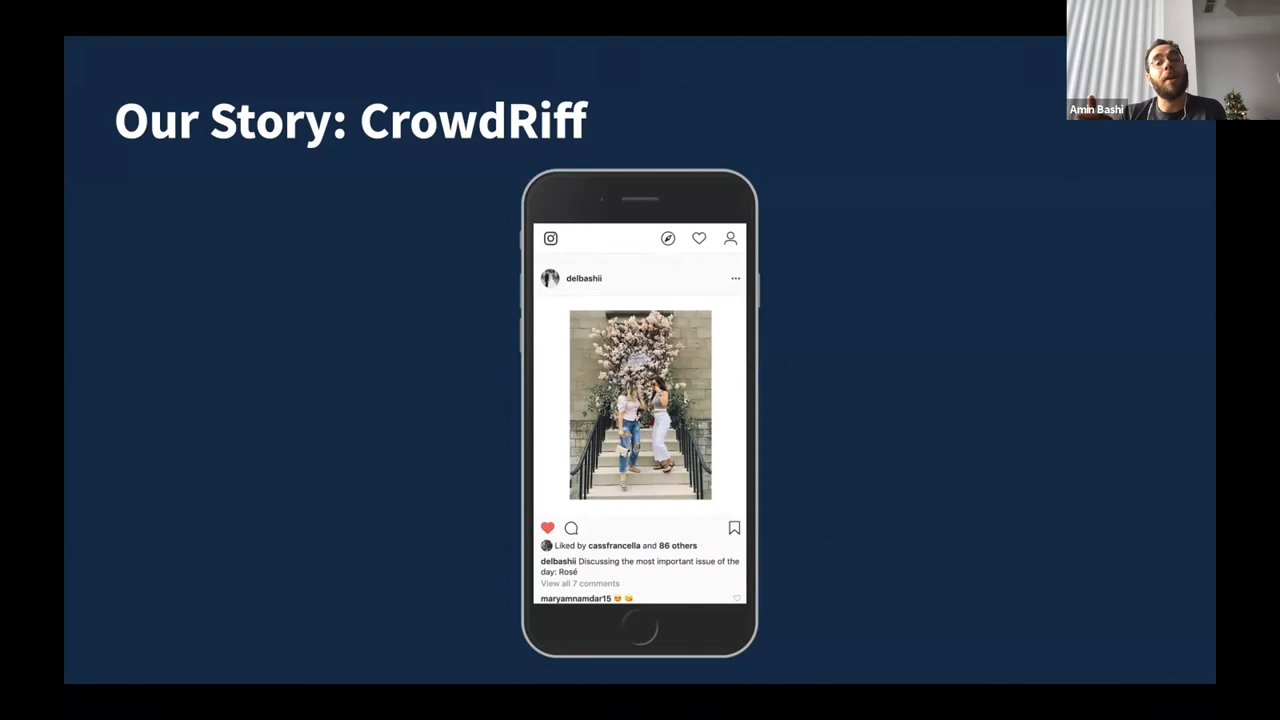 Our Story: CrowdRiff
Amin Bashi
delbashii
Liked by cassfrancella and 86 others
delbashii Discussing the most important issue of the
day: Rosé
View all 7 comments
maryamnamdar15 😍 😘